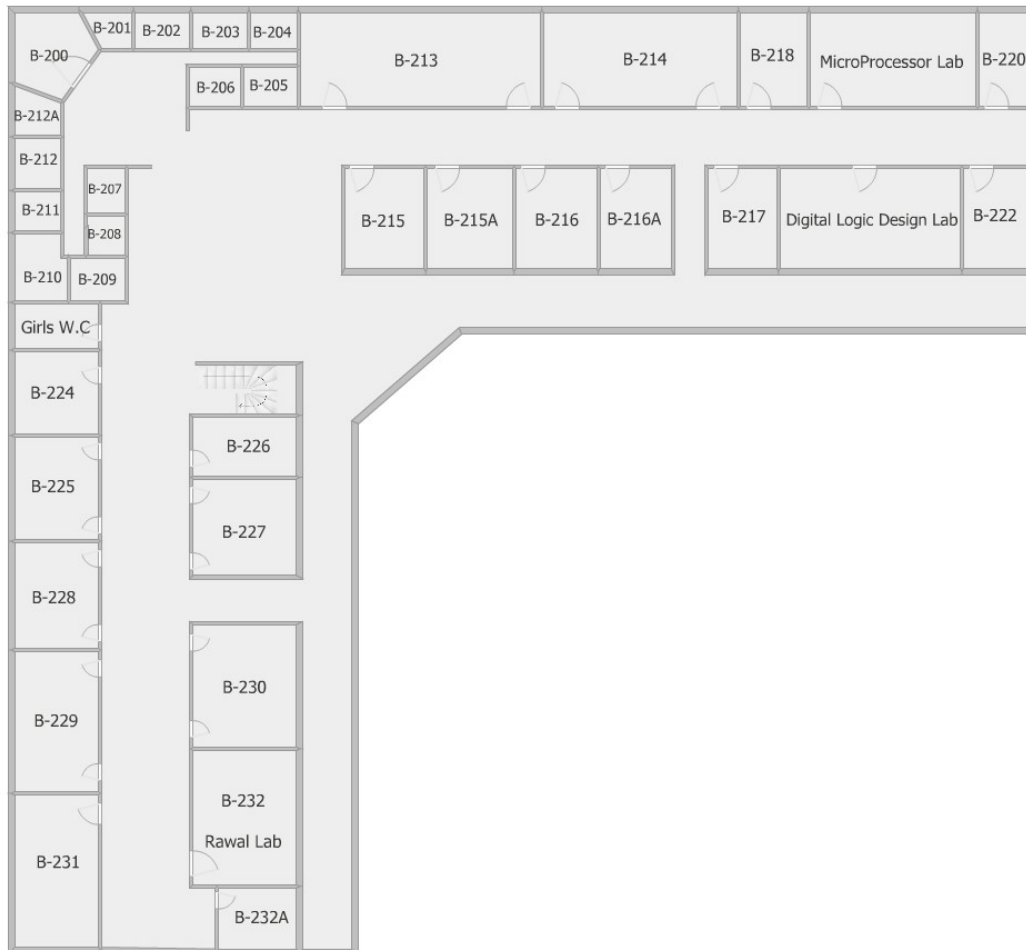 B-200
B-201
B-202
B-203
B-204
B-213
B-214
B-218
MicroProcessor Lab
B-220
B-206
B-205
B-212A
B-212
B-207
B-211
B-208
B-215
B-215A
B-216
B-216A
B-217
Digital Logic Design Lab
B-222
B-210
B-209
Girls W.C
B-224
B-226
B-225
B-227
B-228
B-230
B-229
B-232
Rawal Lab
B-231
B-232A